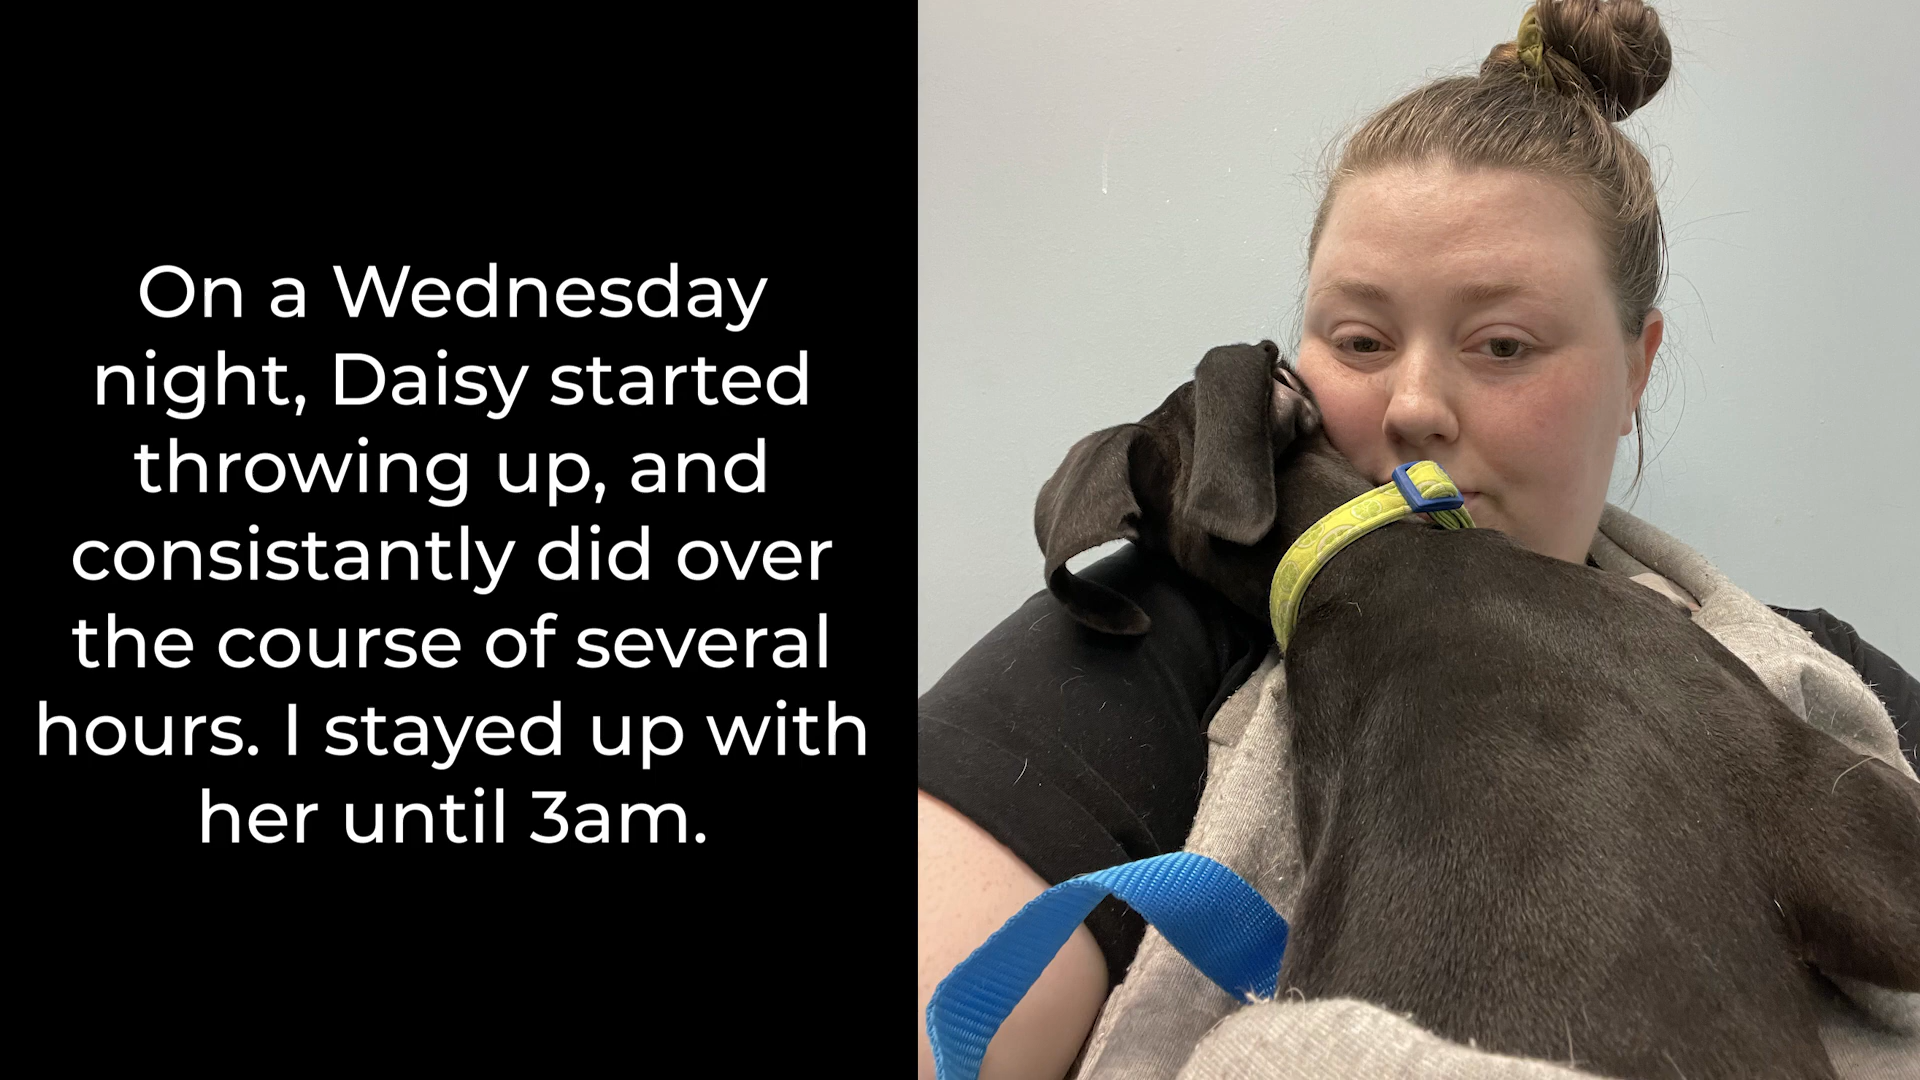 On a Wednesday
night, Daisy started
throwing up, and
consistantly did over
the course of several
hours. I stayed up with
her until 3am.